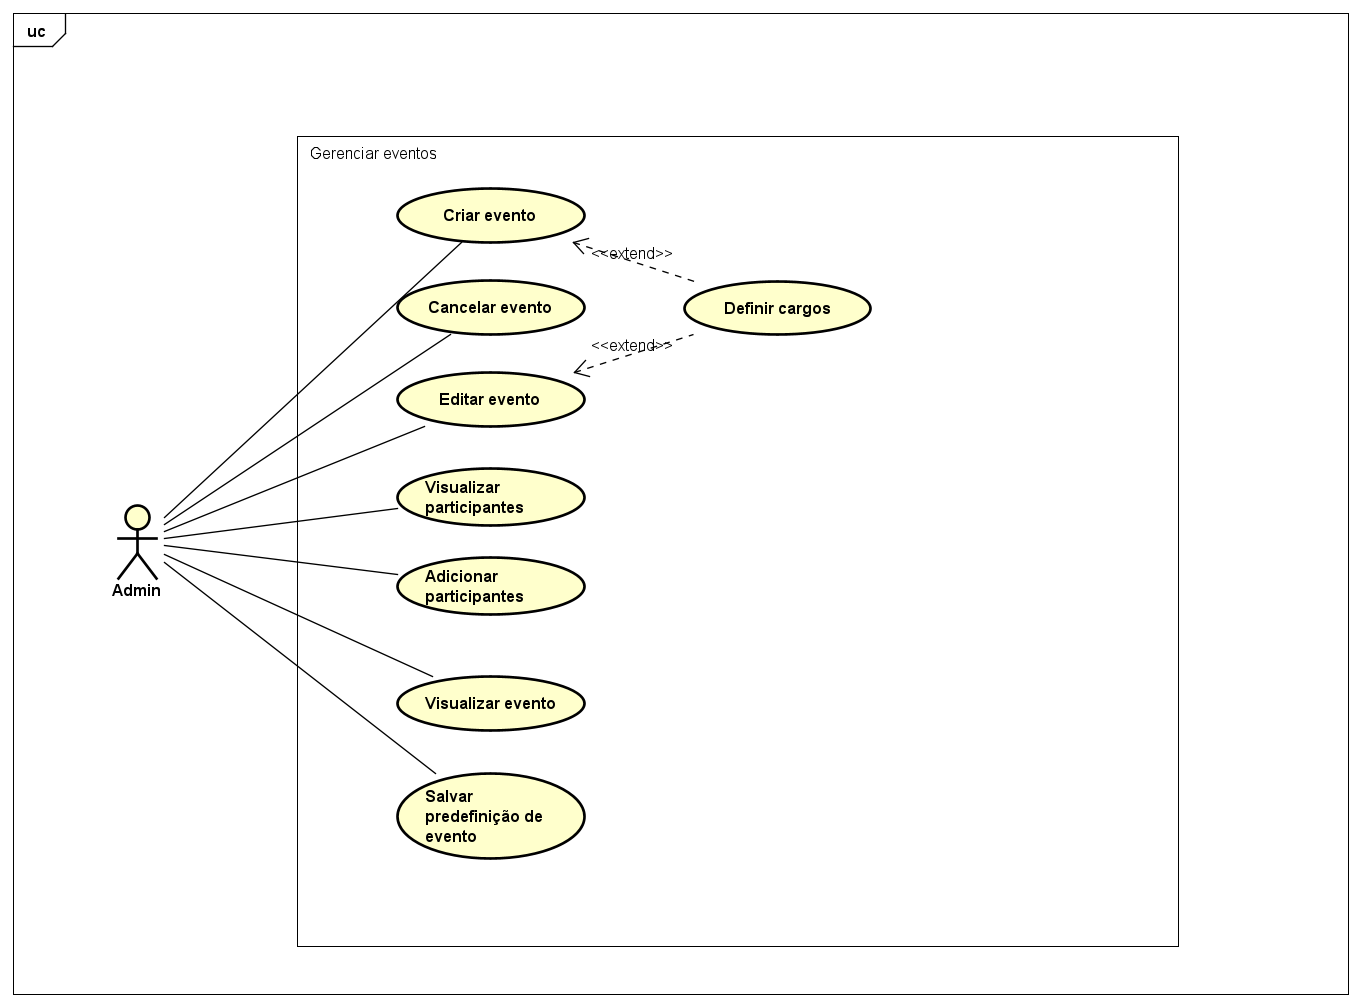 uc
Gerenciar eventos
Criar evento
<<extend>>
Cancelar evento
Definir cargos
<<extend>>
Editar evento
Visualizar
participantes
Adicionar
participantes
Admin
Visualizar evento
Salvar
predefinição de
evento